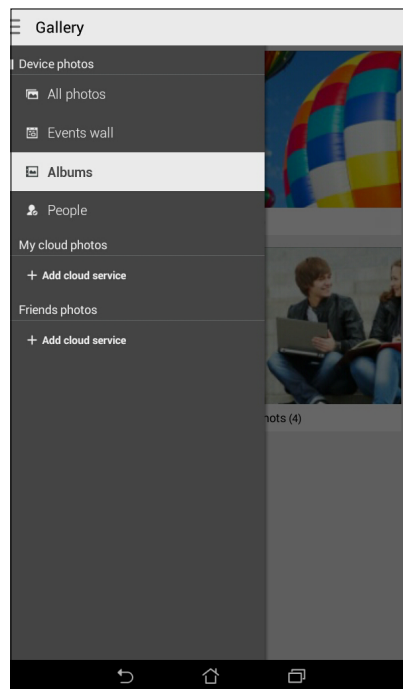 Gallery
Device photos
All photos
Events wall
Albums
People
My cloud photos
+ Add cloud service
Friends photos
+ Add cloud service
hots (4)